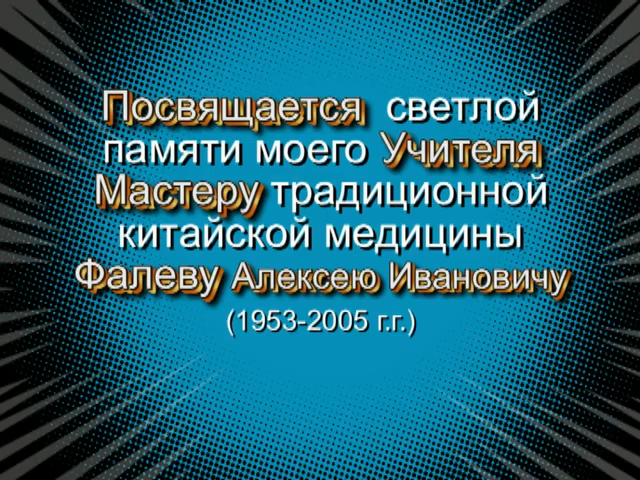 Посвящается светлой
памяти моего Учителя
Мастеру традиционной
китайской медицины
Фалеву Алексею Ивановичу
(1953-2005 г.г.)